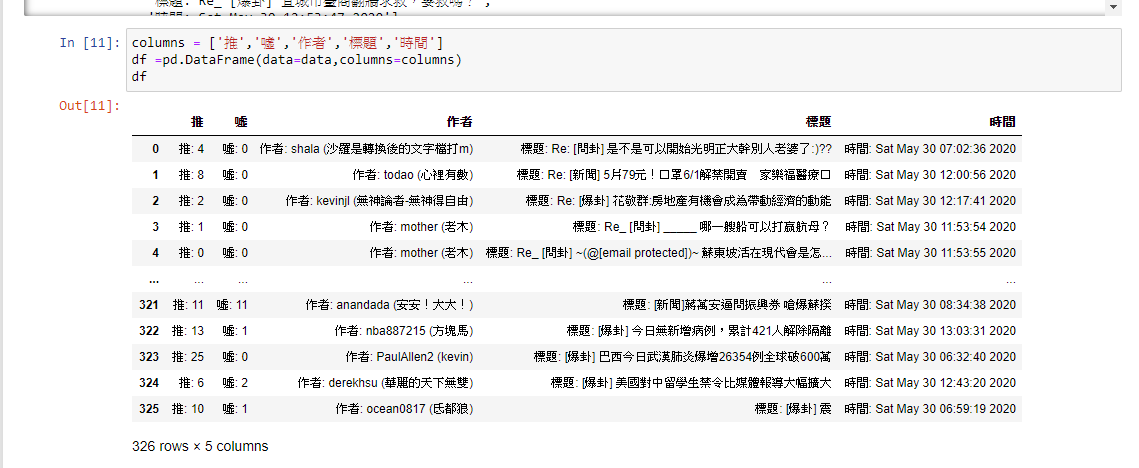 In [11]: columns = ['推','噓','作者','標題','時間']
df =pd.DataFrame(data=data,columns=columns)
df
Out[11]:
推 噓 作者 標題 時間
0 推: 4 噓: 0 作者: shala (沙羅是轉換後的文字檔打m) 標題: Re: [問卦] 是不是可以開始光明正大幹別人老婆了:)?? 時間: Sat May 30 07:02:36 2020
1 推: 8 噓: 0 作者: todao (心裡有數) 標題: Re: [新聞] 5片79元！口罩6/1解禁開賣　家樂福醫療口 時間: Sat May 30 12:00:56 2020
2 推: 2 噓: 0 作者: kevinjl (無神論者-無神得自由) 標題: Re: [爆卦] 花敬群:房地產有機會成為帶動經濟的動能 時間: Sat May 30 12:17:41 2020
3 推: 1 噓: 0 作者: mother (老木) 標題: Re_ [問卦] _____ 哪一艘船可以打贏航母？ 時間: Sat May 30 11:53:54 2020
4 推: 0 噓: 0 作者: mother (老木) 標題: Re_ [問卦] ~(@[email protected])~ 蘇東坡活在現代會是怎... 時間: Sat May 30 11:53:55 2020
... ... ... ... ... ...
321 推: 11 噓: 11 作者: anandada (安安！大大！) 標題: [新聞]蔣萬安逼問振興券 嗆爆蘇揆 時間: Sat May 30 08:34:38 2020
322 推: 13 噓: 1 作者: nba887215 (方塊馬) 標題: [爆卦] 今日無新增病例，累計421人解除隔離 時間: Sat May 30 13:03:31 2020
323 推: 25 噓: 0 作者: PaulAllen2 (kevin) 標題: [爆卦] 巴西今日武漢肺炎爆增26354例全球破600萬 時間: Sat May 30 06:32:40 2020
324 推: 6 噓: 2 作者: derekhsu (華麗的天下無雙) 標題: [爆卦] 美國對中留學生禁令比媒體報導大幅擴大 時間: Sat May 30 12:43:20 2020
325 推: 10 噓: 1 作者: ocean0817 (氐都狼) 標題: [爆卦] 震 時間: Sat May 30 06:59:19 2020
326 rows × 5 columns